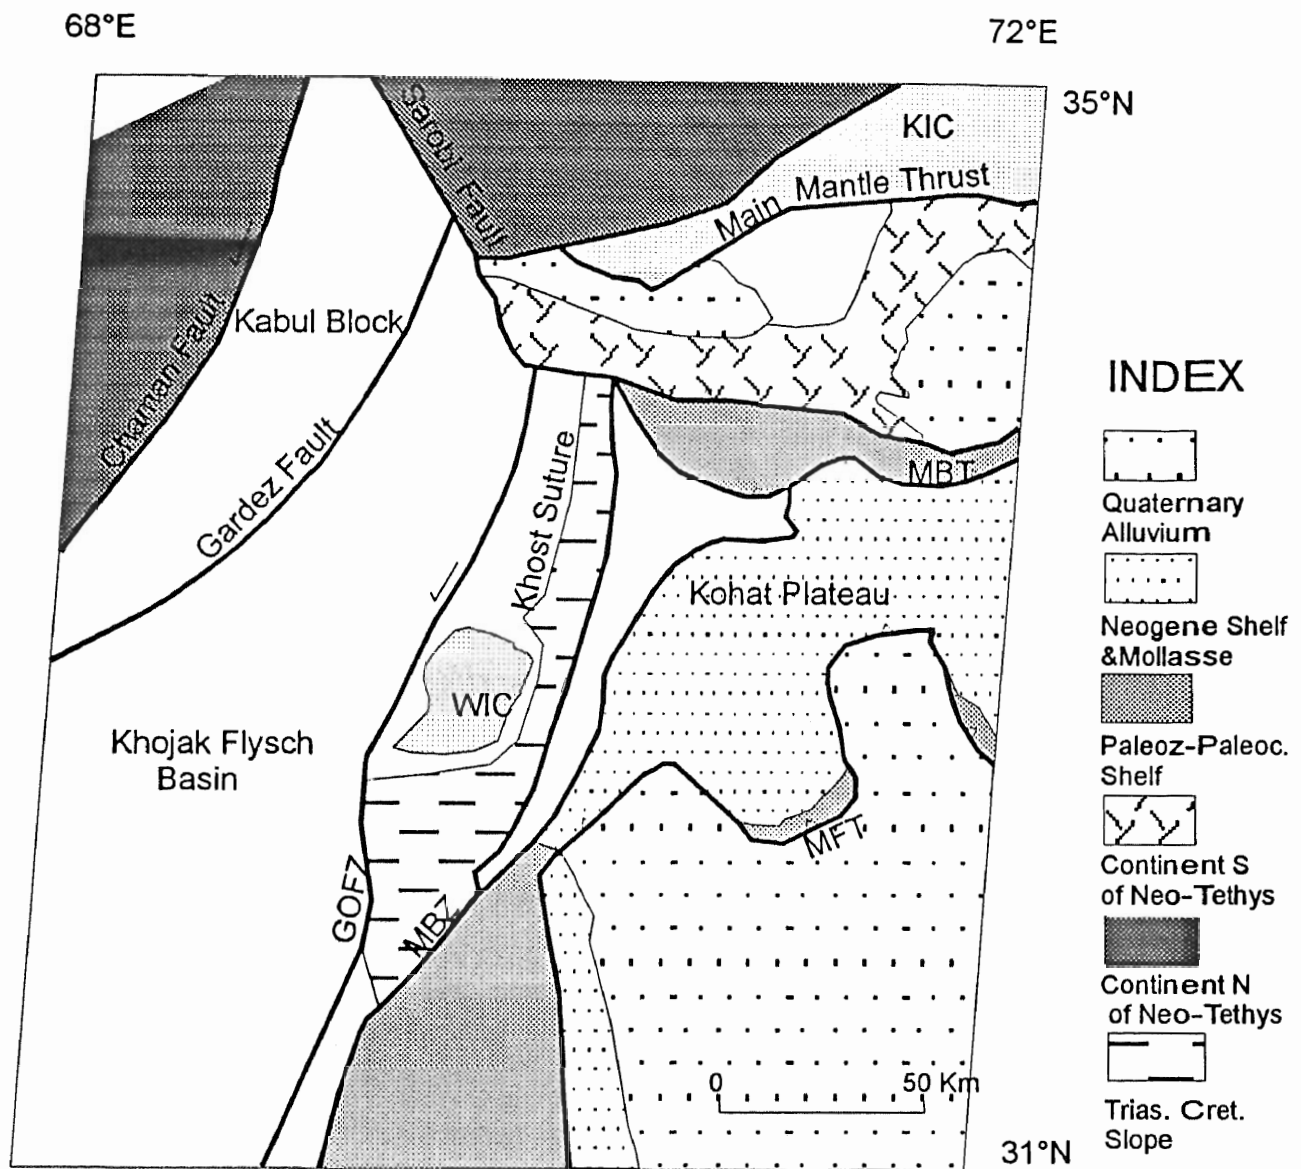 68°E
72°E
35°N
KIC
Sarobi Fault
Main Mantle Thrust
Kabul Block
Chaman Fault
Gardez Fault
Khost Suture
MBT
Kohat Plateau
WIC
Khojak Flysch
Basin
MFT
GOFZ
MBZ
0 50 Km
31°N
INDEX
Quaternary
Alluvium
Neogene Shelf
&Mollasse
Paleoz-Paleoc.
Shelf
Continent S
of Neo-Tethys
Continent N
of Neo-Tethys
Trias. Cret.
Slope